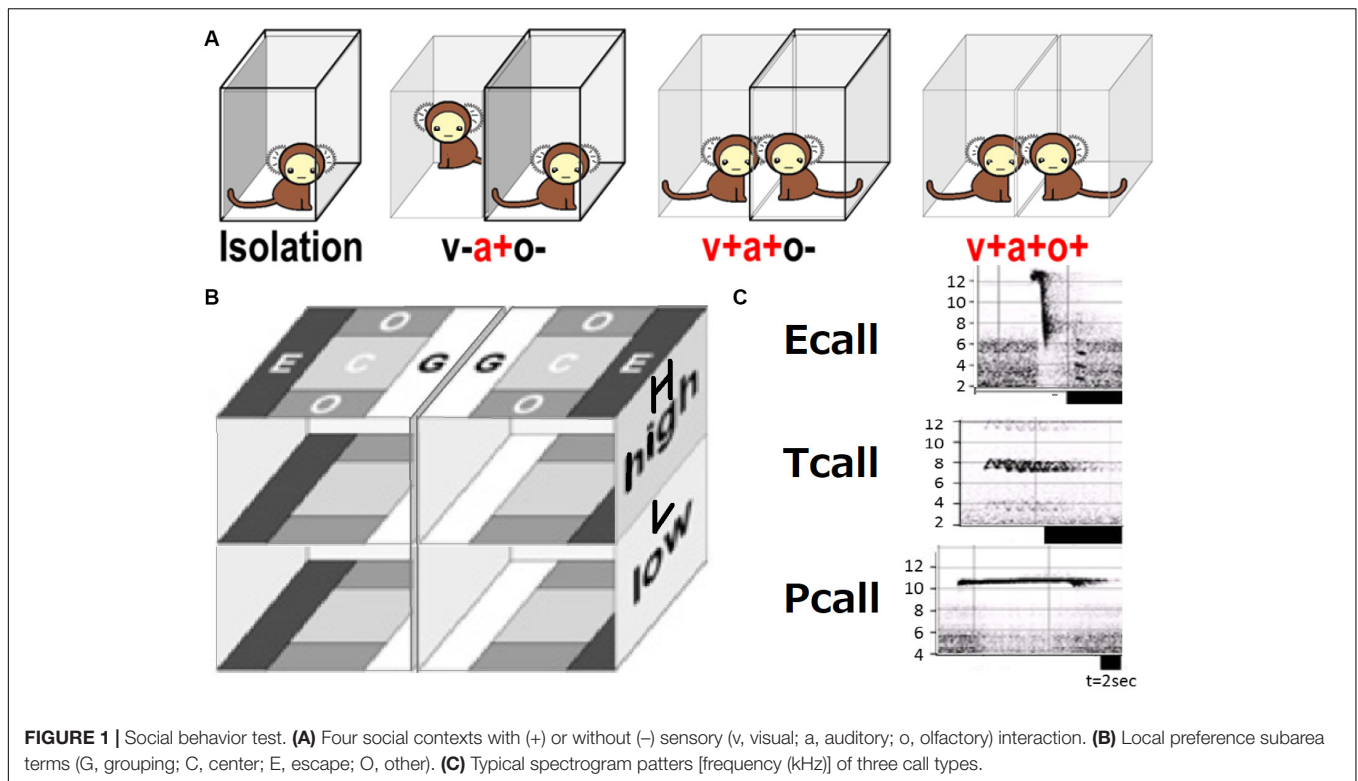 A
Isolation
v-a+o-
v+a+o-
v+a+o+
B
O O
E C G G C E
O O
H
high
V
low
C
Ecall
12
10
8
6
4
2
Tcall
12
10
8
6
4
2
Pcall
12
10
8
6
4
t=2sec
FIGURE 1 | Social behavior test. (A) Four social contexts with (+) or without (–) sensory (v, visual; a, auditory; o, olfactory) interaction. (B) Local preference subarea
terms (G, grouping; C, center; E, escape; O, other). (C) Typical spectrogram patters [frequency (kHz)] of three call types.